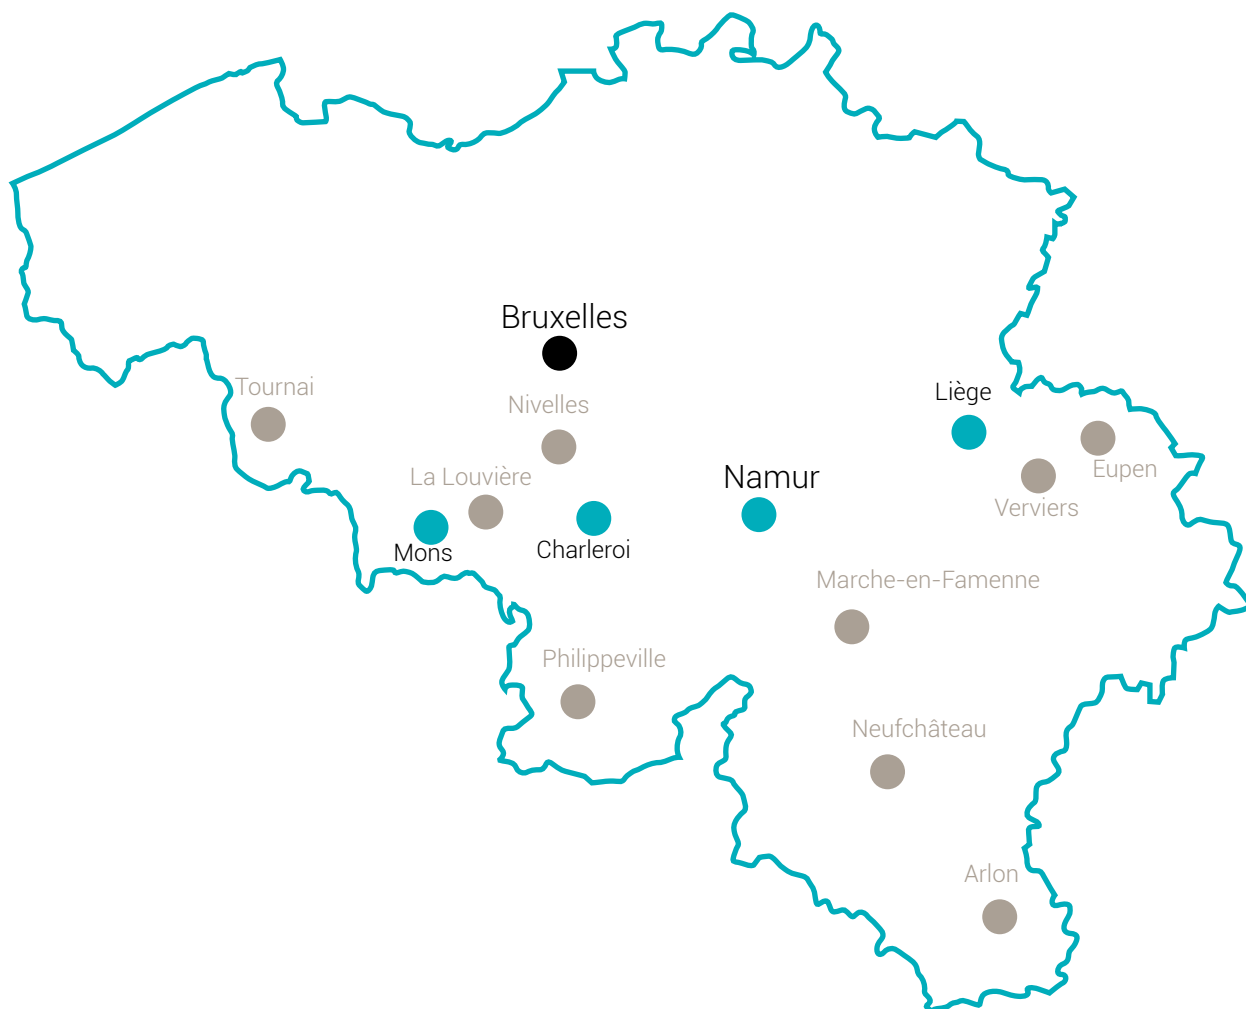 Bruxelles
Tournai
Liège
Nivelles
La Louvière
Namur
Eupen
Verviers
Mons
Charleroi
Marche-en-Famenne
Philippeville
Neufchâteau
Arlon